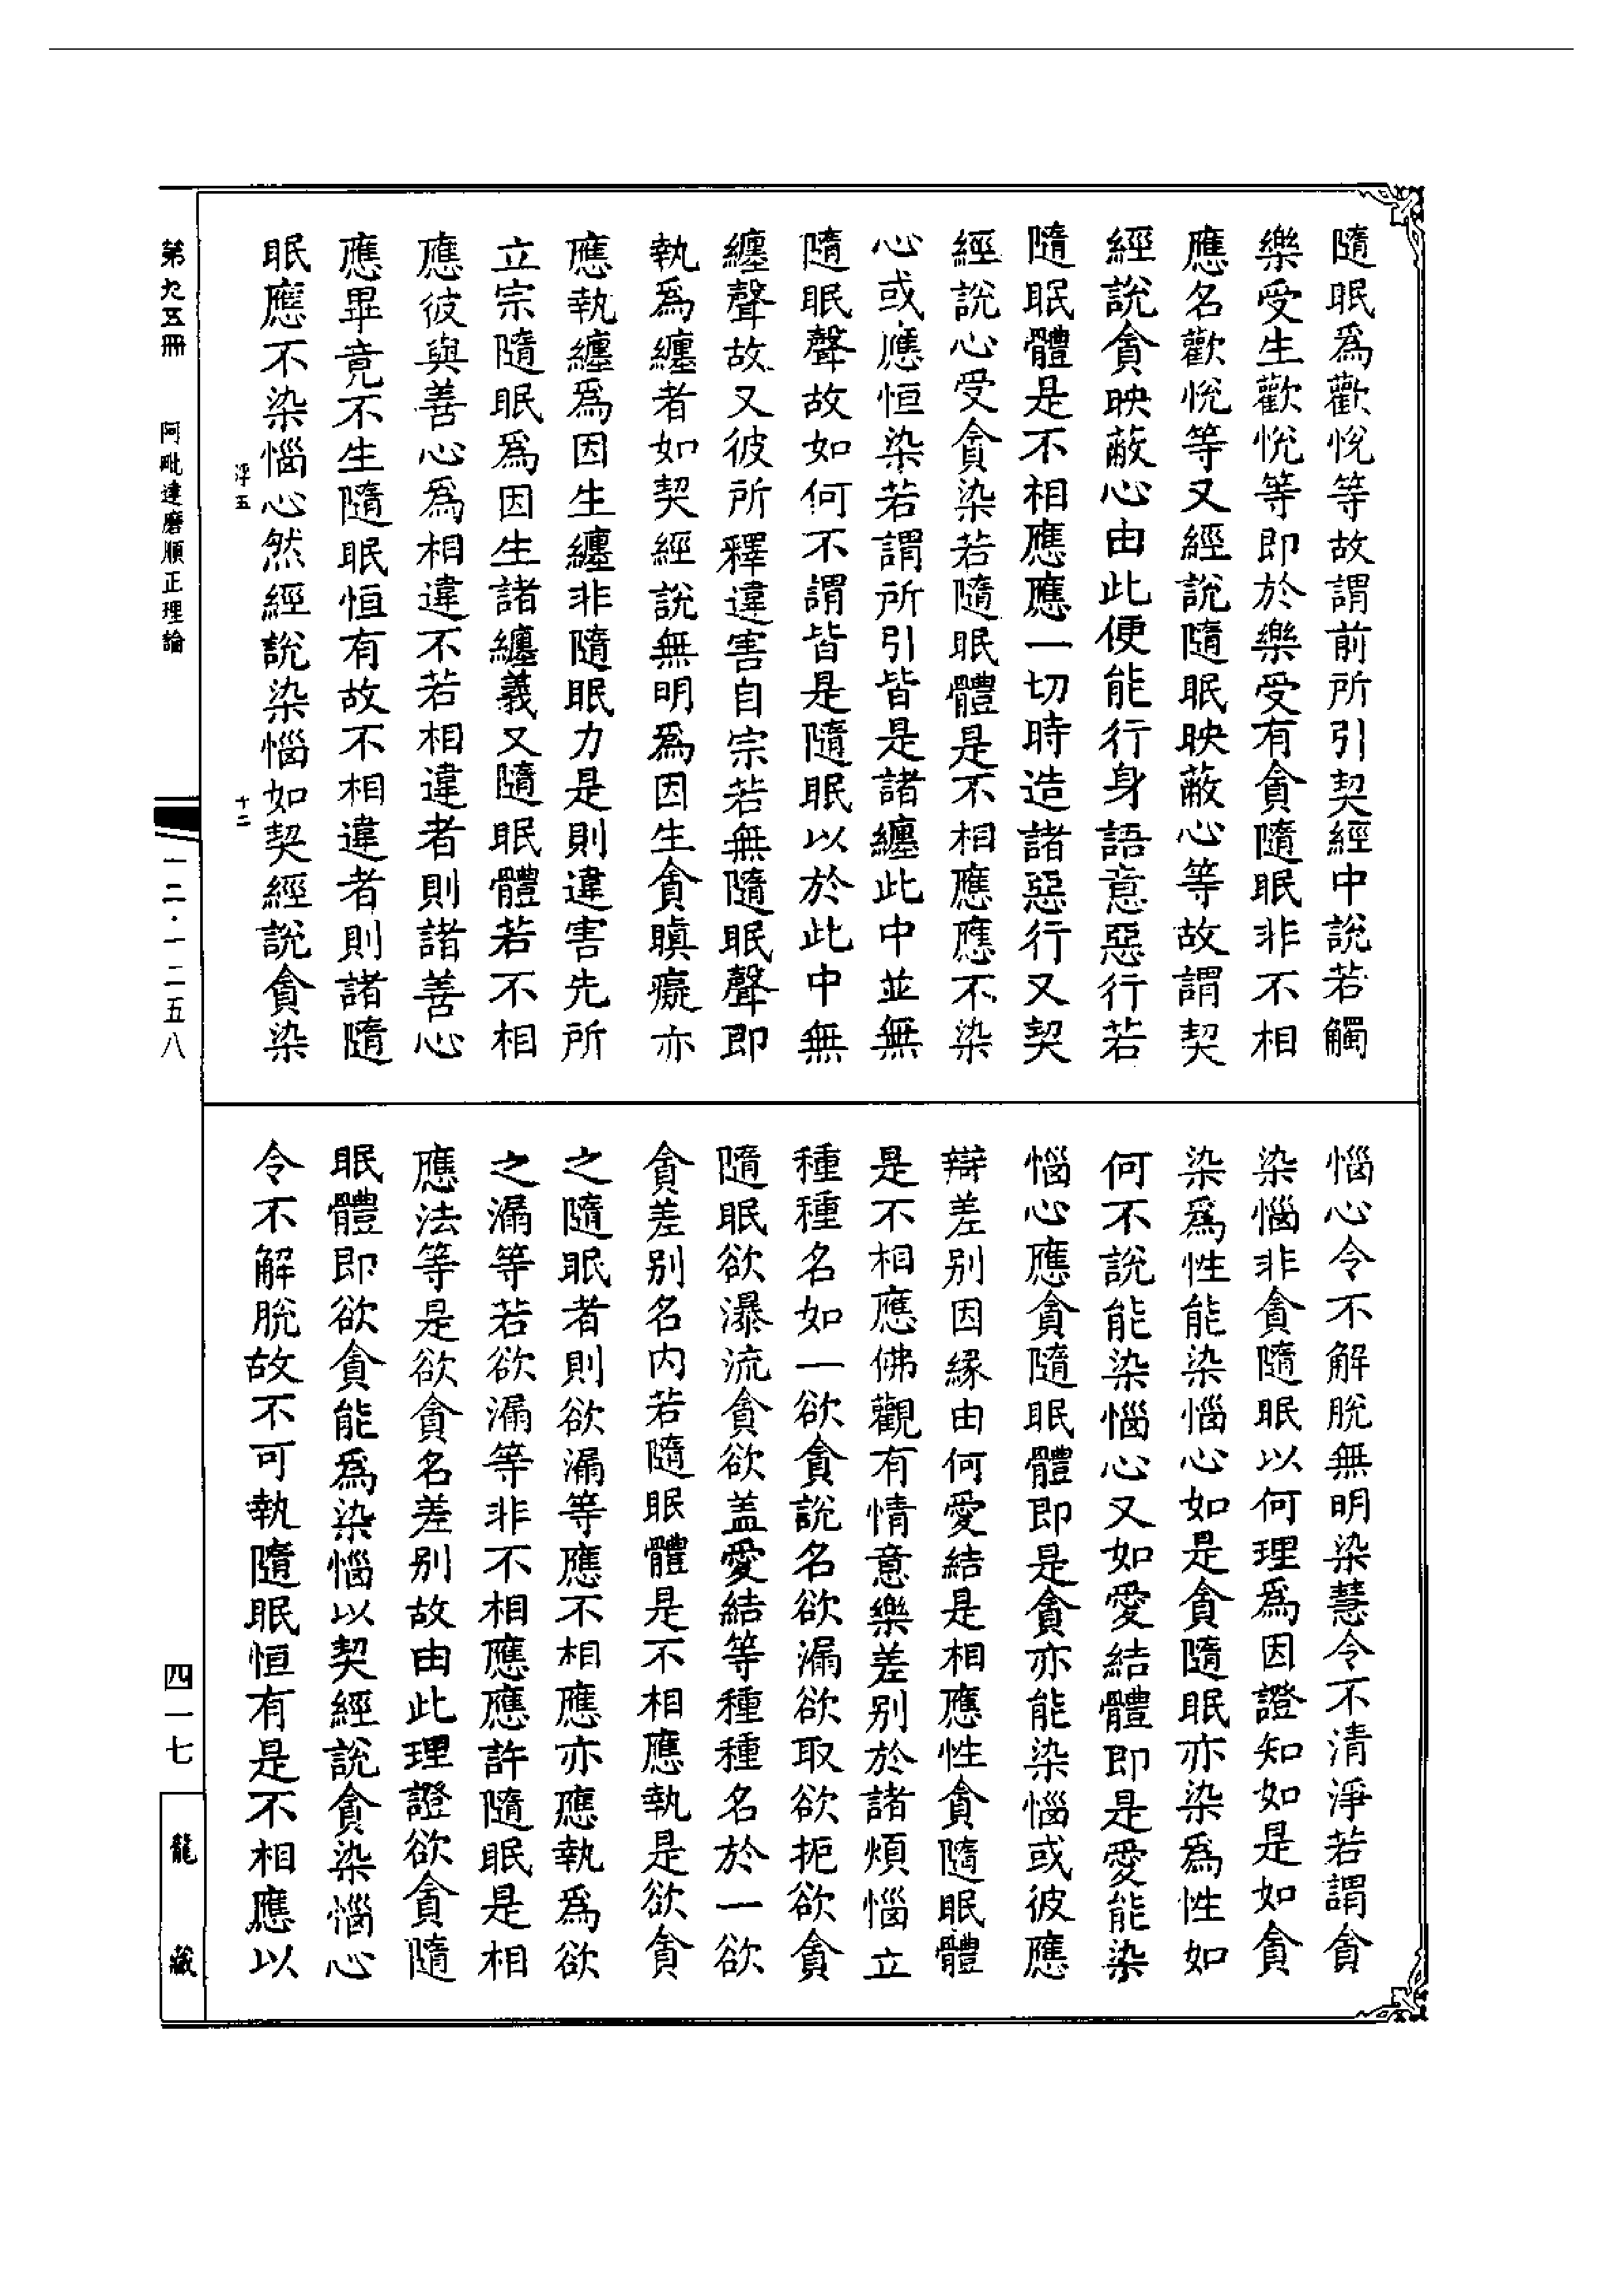 隨眠爲歡悅等故謂前所引契經中說若觸
樂受生歡悅等即於樂受有貪隨眠非不相
應名歡悅等又經說隨眠映蔽心等故謂契
經說貪映蔽心由此便能行身語意惡行若
隨眠體是不相應應一切時造諸惡行又契
經說心受貪染若隨眠體是不相應應不染
心或應恒染若謂所引皆是諸纏此中並無
隨眠聲故如何不謂皆是隨眠以於此中無
纏聲故又彼所釋違害自宗若無隨眠聲即
執爲纏者如契經說無明爲因生貪瞋癡亦
應執纏爲因生纏非隨眠力是則違害先所
立宗隨眠爲因生諸纏義又隨眠體若不相
應彼與善心爲相違不若相違者則諸善心
應畢竟不生隨眠恒有故不相違者則諸隨
眠應不染惱心然經說染惱如契經說貪染
惱心令不解脫無明染慧令不清淨若謂貪
染惱非貪隨眠以何理爲因證知如是如貪
染爲性能染惱心如是貪隨眠亦染爲性如
何不說能染惱心又如愛結體即是愛能染
惱心應貪隨眠體即是貪亦能染惱或彼應
辯差別因緣由何愛結是相應性貪隨眠體
是不相應佛觀有情意樂差別於諸煩惱立
種種名如一欲貪說名欲漏欲取欲扼欲貪
隨眠欲瀑流貪欲蓋愛結等種種名於一欲
貪差別名內若隨眠體是不相應執是欲貪
之隨眠者則欲漏等應不相應亦應執爲欲
之漏等若欲漏等非不相應應許隨眠是相
應法等是欲貪名差別故由此理證欲貪隨
眠體即欲貪能爲染惱以契經說貪染惱心
令不解脫故不可執隨眠恒有是不相應以
浮五
十二
第九五冊
阿毗達磨順正理論
一二·一二五八
四一七
龍藏